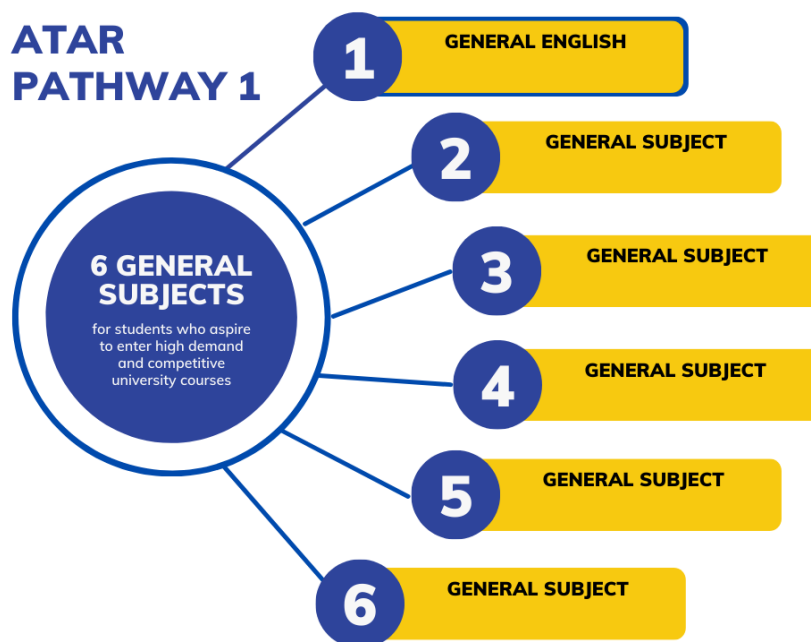 ATAR
PATHWAY 1
1
GENERAL ENGLISH
2
GENERAL SUBJECT
3
GENERAL SUBJECT
4
GENERAL SUBJECT
5
GENERAL SUBJECT
6
GENERAL SUBJECT
6 GENERAL
SUBJECTS
for students who aspire
to enter high demand
and competitive
university courses